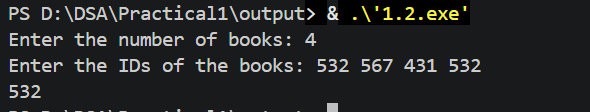 PS D:\DSA\Practical1\output> & .\'1.2.exe'
Enter the number of books: 4
Enter the IDs of the books: 532 567 431 532
532
PS D:\DSA\Practical1\output>